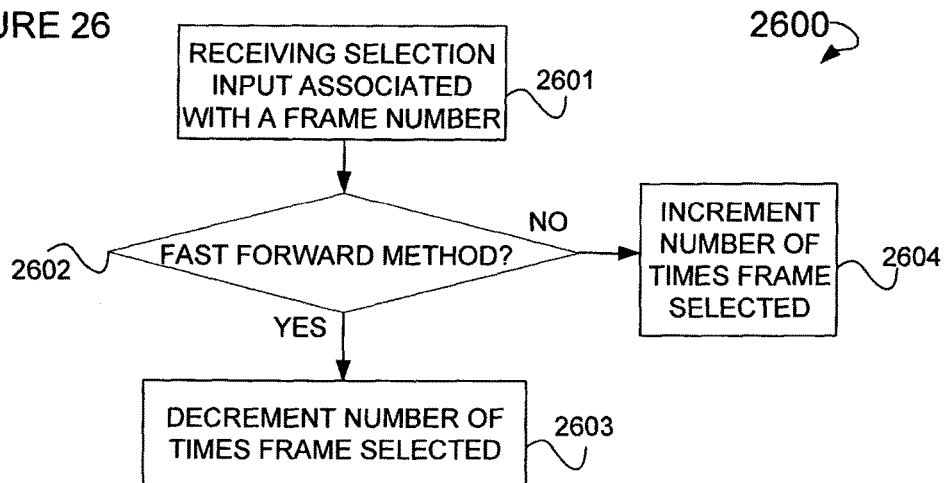 URE 26
2600
RECEIVING SELECTION
INPUT ASSOCIATED
WITH A FRAME NUMBER
2601
FAST FORWARD METHOD?
2602
NO
INCREMENT
NUMBER OF
TIMES FRAME
SELECTED
2604
YES
DECREMENT NUMBER OF
TIMES FRAME SELECTED
2603